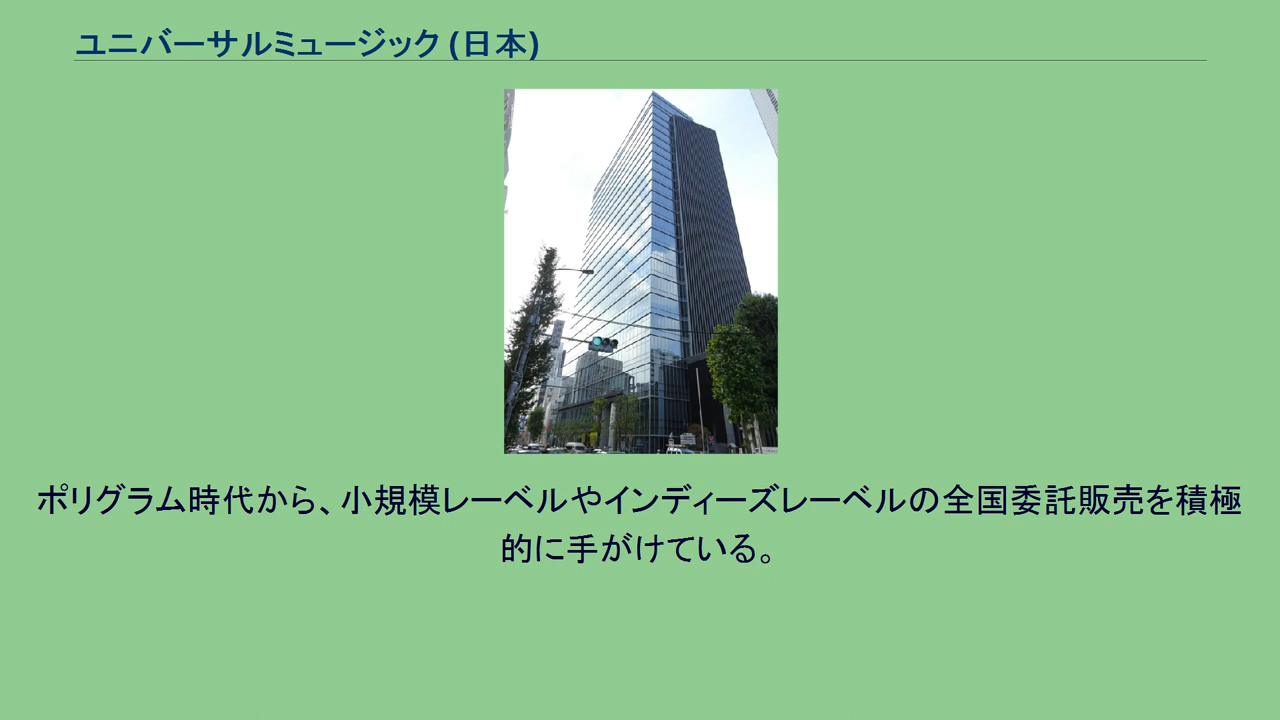 ユニバーサルミュージック (日本)
ポリグラム時代から、小規模レーベルやインディーズレーベルの全国委託販売を積極
的に手がけている。